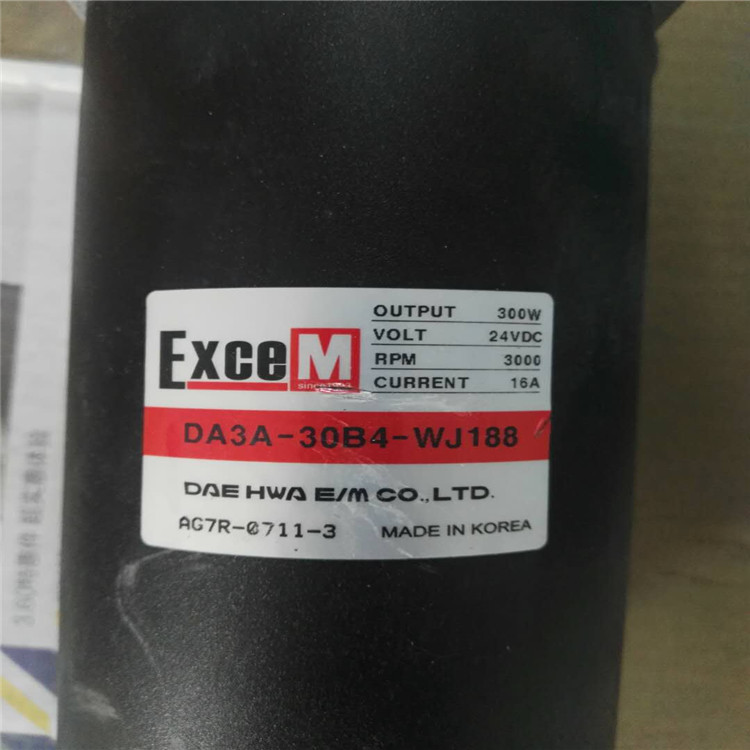 ExceM
OUTPUT 300W
VOLT 24VDC
RPM 3000
CURRENT 16A
DA3A-30B4-WJ188
DAE HWA E/M CO.,LTD.
AG7R-0711-3 MADE IN KOREA